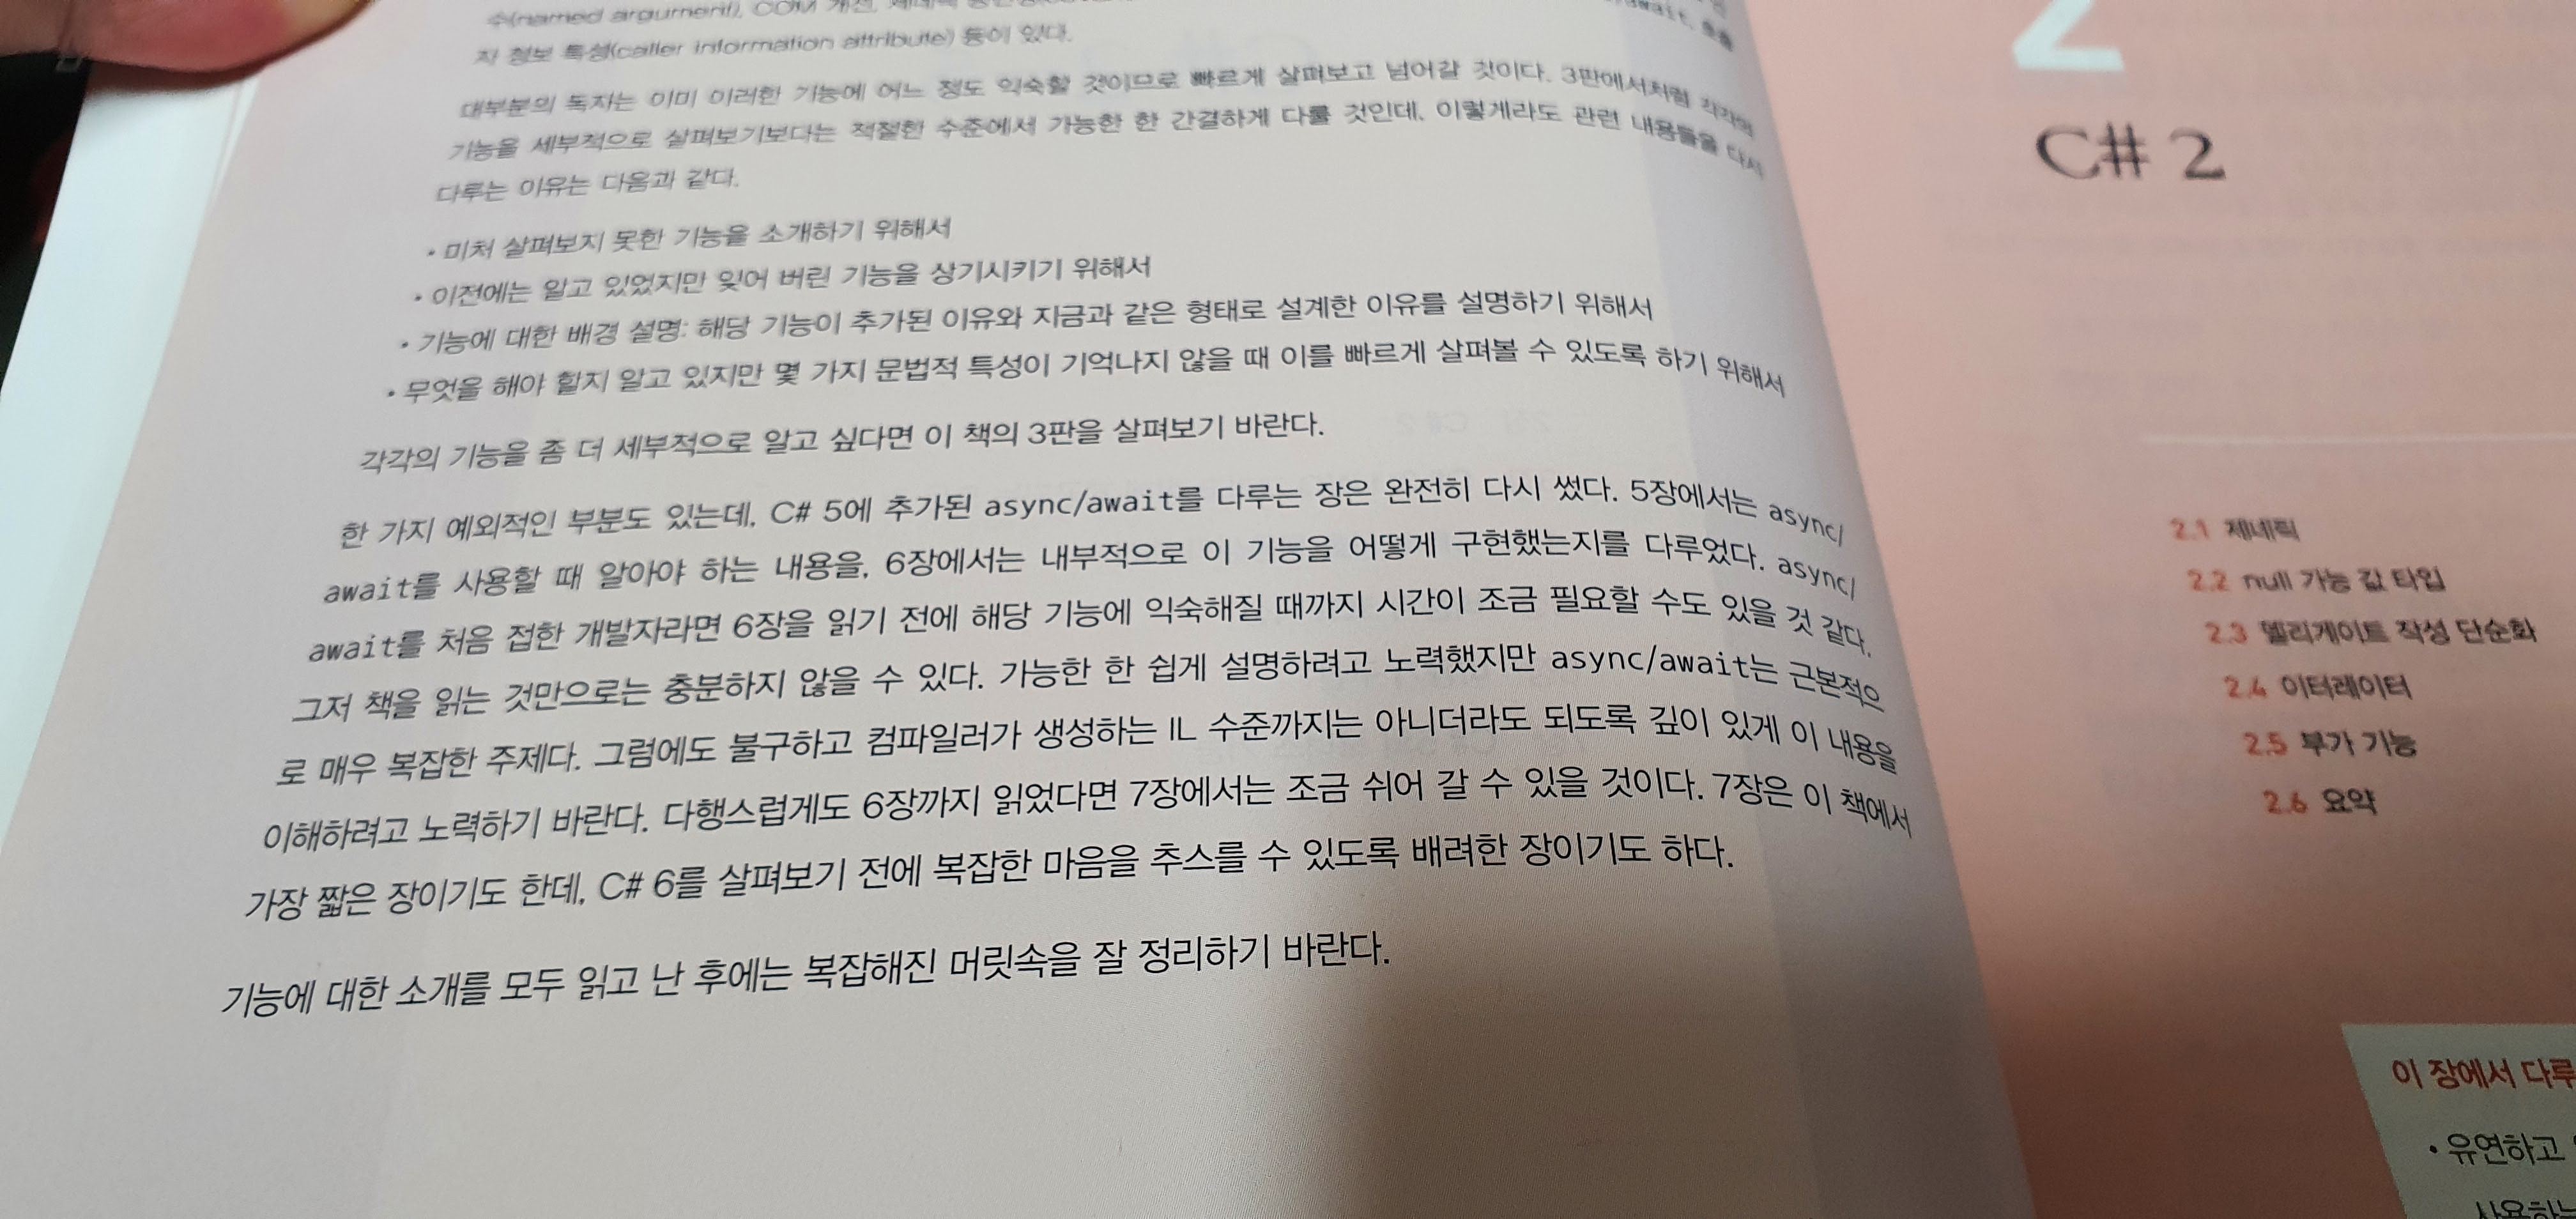 수(named argument), COM 개선,
자 정보 특성(caller information attribute) 등이 있다.
대부분의 독자는 이미 이러한 기능에 어느 정도 익숙할 것이므로 빠르게 살펴보고 넘어갈 것이다. 3판에서처럼 각각의
기능을 세부적으로 살펴보기보다는 적절한 수준에서 가능한 한 간결하게 다룰 것인데, 이렇게라도 관련 내용들을 다시
다루는 이유는 다음과 같다.
• 미처 살펴보지 못한 기능을 소개하기 위해서
• 이전에는 알고 있었지만 잊어 버린 기능을 상기시키기 위해서
• 기능에 대한 배경 설명: 해당 기능이 추가된 이유와 지금과 같은 형태로 설계한 이유를 설명하기 위해서
• 무엇을 해야 할지 알고 있지만 몇 가지 문법적 특성이 기억나지 않을 때 이를 빠르게 살펴볼 수 있도록 하기 위해서
각각의 기능을 좀 더 세부적으로 알고 싶다면 이 책의 3판을 살펴보기 바란다.
한 가지 예외적인 부분도 있는데, C# 5에 추가된 async/await를 다루는 장은 완전히 다시 썼다. 5장에서는 async/
await를 사용할 때 알아야 하는 내용을, 6장에서는 내부적으로 이 기능을 어떻게 구현했는지를 다루었다. async/
await를 처음 접한 개발자라면 6장을 읽기 전에 해당 기능에 익숙해질 때까지 시간이 조금 필요할 수도 있을 것 같다.
그저 책을 읽는 것만으로는 충분하지 않을 수 있다. 가능한 한 쉽게 설명하려고 노력했지만 async/await는 근본적으
로 매우 복잡한 주제다. 그럼에도 불구하고 컴파일러가 생성하는 IL 수준까지는 아니더라도 되도록 깊이 있게 이 내용을
이해하려고 노력하기 바란다. 다행스럽게도 6장까지 읽었다면 7장에서는 조금 쉬어 갈 수 있을 것이다. 7장은 이 책에서
가장 짧은 장이기도 한데, C# 6를 살펴보기 전에 복잡한 마음을 추스를 수 있도록 배려한 장이기도 하다.
기능에 대한 소개를 모두 읽고 난 후에는 복잡해진 머릿속을 잘 정리하기 바란다.
2
C# 2
2.1 제네릭
2.2 null 가능 값 타입
2.3 델리게이트 작성 단순화
2.4 이터레이터
2.5 부가 기능
2.6 요약
이 장에서 다루
• 유연하고
사용하는